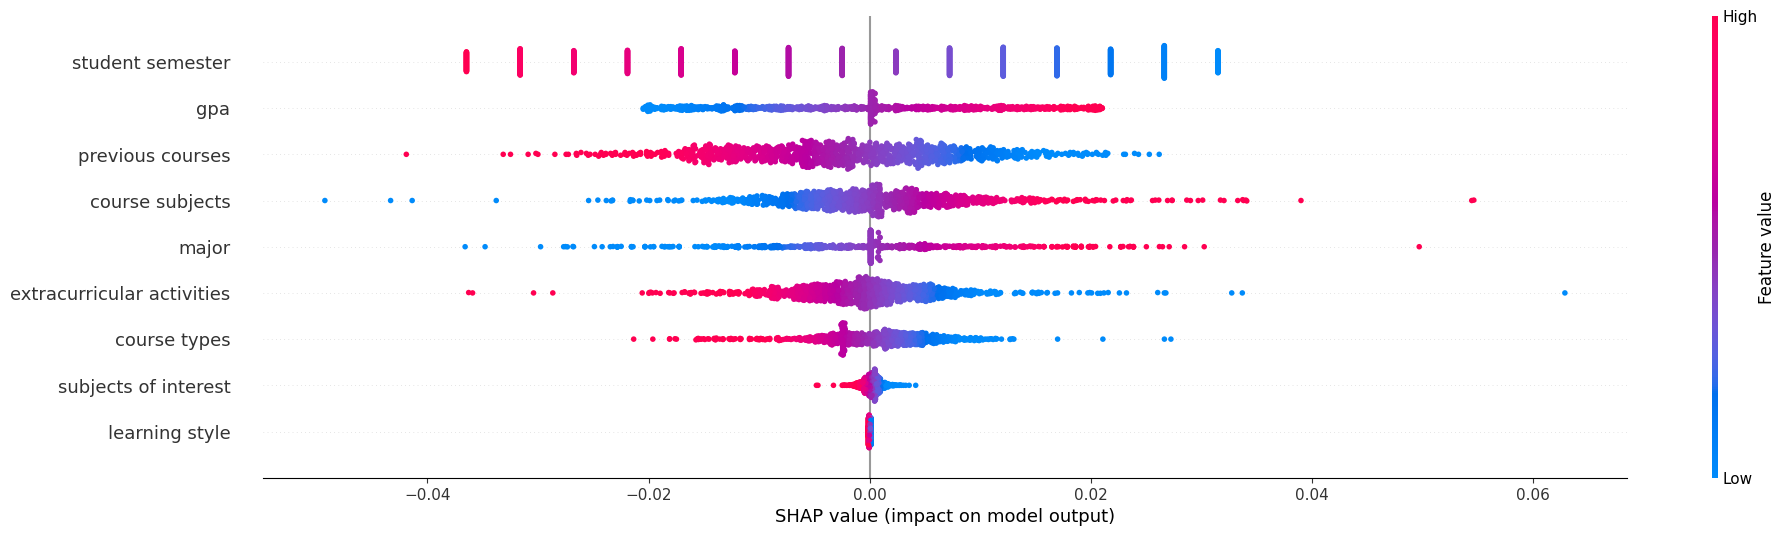 student semester
gpa
previous courses
course subjects
major
extracurricular activities
course types
subjects of interest
learning style
−0.04 −0.02 0.00 0.02 0.04 0.06
SHAP value (impact on model output)
High
Feature value
Low